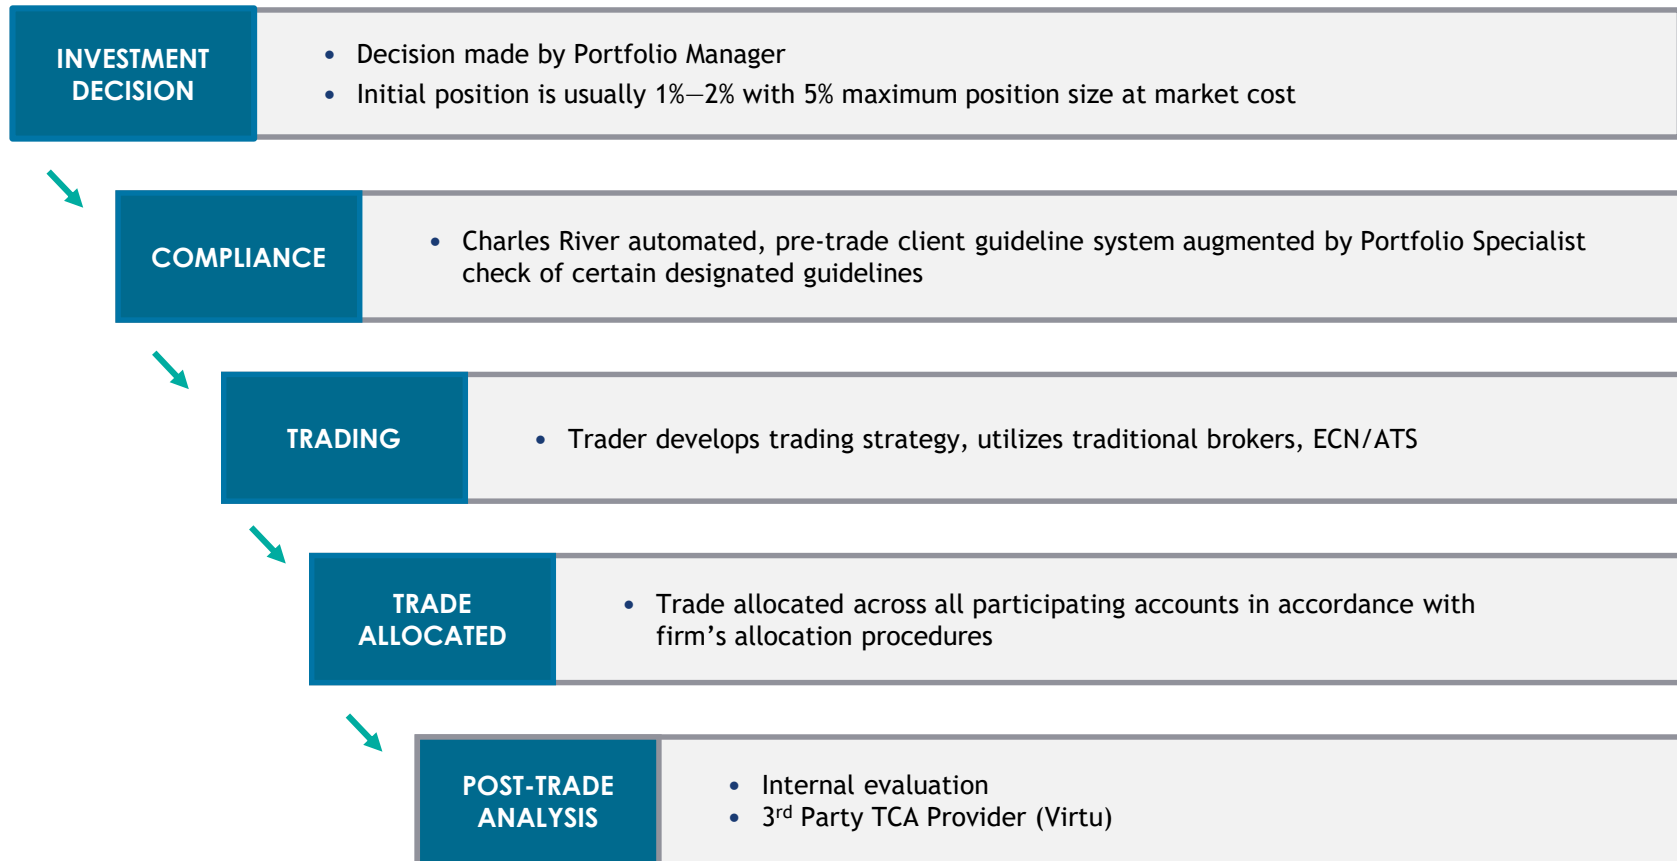 INVESTMENT
DECISION
• Decision made by Portfolio Manager
• Initial position is usually 1%—2% with 5% maximum position size at market cost
COMPLIANCE
• Charles River automated, pre-trade client guideline system augmented by Portfolio Specialist
check of certain designated guidelines
TRADING
• Trader develops trading strategy, utilizes traditional brokers, ECN/ATS
TRADE
ALLOCATED
• Trade allocated across all participating accounts in accordance with
firm’s allocation procedures
POST-TRADE
ANALYSIS
• Internal evaluation
• 3rd Party TCA Provider (Virtu)